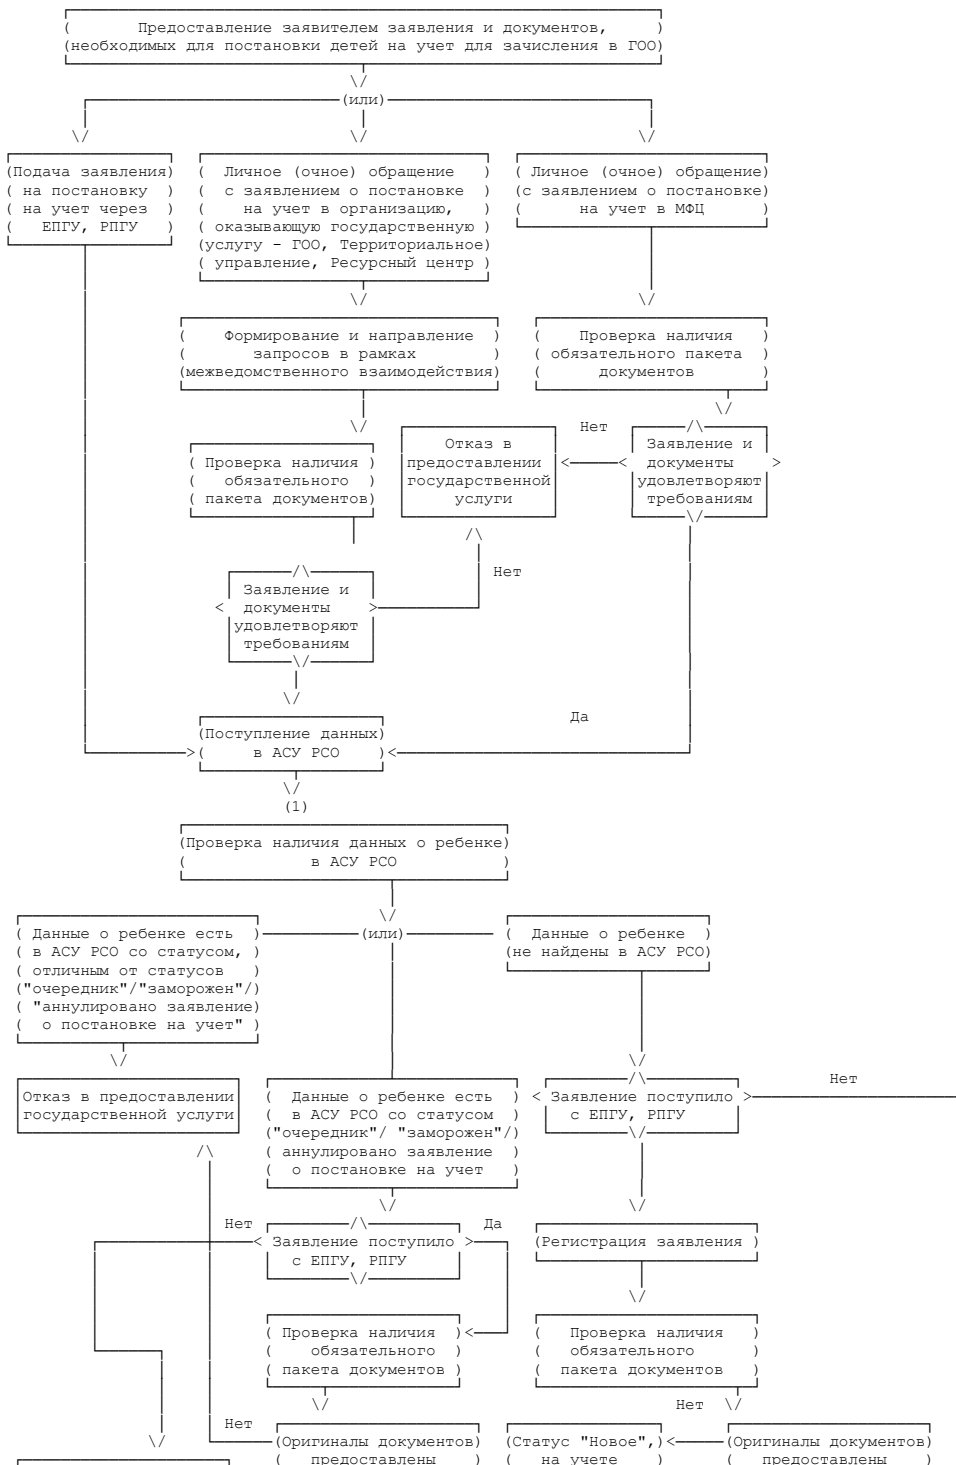 Предоставление заявителем заявления и документов,
(необходимых для постановки детей на учет для зачисления в ГОО)
(или)
(Подача заявления)
( на постановку )
( на учет через )
( ЕПГУ, РПГУ )
( Личное (очное) обращение )
( с заявлением о постановке )
( на учет в организацию, )
( оказывающую государственную )
(услугу - ГОО, Территориальное)
( управление, Ресурсный центр )
( Личное (очное) обращение)
(с заявлением о постановке)
( на учет в МФЦ )
( Формирование и направление )
( запросов в рамках )
(межведомственного взаимодействия)
( Проверка наличия )
( обязательного пакета )
( документов )
Нет
( Проверка наличия )
( обязательного )
( пакета документов)
Отказ в
предоставлении
государственной
услуги
Заявление и
документы
удовлетворяют
требованиям
Нет
Заявление и
документы
удовлетворяют
требованиям
Да
(Поступление данных)
( в АСУ РСО )
(1)
(Проверка наличия данных о ребенке)
( в АСУ РСО )
(или)
( Данные о ребенке есть )
( в АСУ РСО со статусом, )
( отличным от статусов )
("очередник"/"заморожен"/)
( "аннулировано заявление)
( о постановке на учет" )
( Данные о ребенке )
(не найдены в АСУ РСО)
Отказ в предоставлении
государственной услуги
( Данные о ребенке есть )
( в АСУ РСО со статусом )
("очередник"/ "заморожен"/)
( аннулировано заявление )
( о постановке на учет )
Нет
< Заявление поступило >
с ЕПГУ, РПГУ
Нет
Да
< Заявление поступило >
с ЕПГУ, РПГУ
(Регистрация заявления )
( Проверка наличия )
( обязательного )
( пакета документов )
( Проверка наличия )
( обязательного )
( пакета документов )
Нет
Нет
(Оригиналы документов)
( предоставлены )
(Статус "Новое",)
( на учете )
(Оригиналы документов)
( предоставлены )